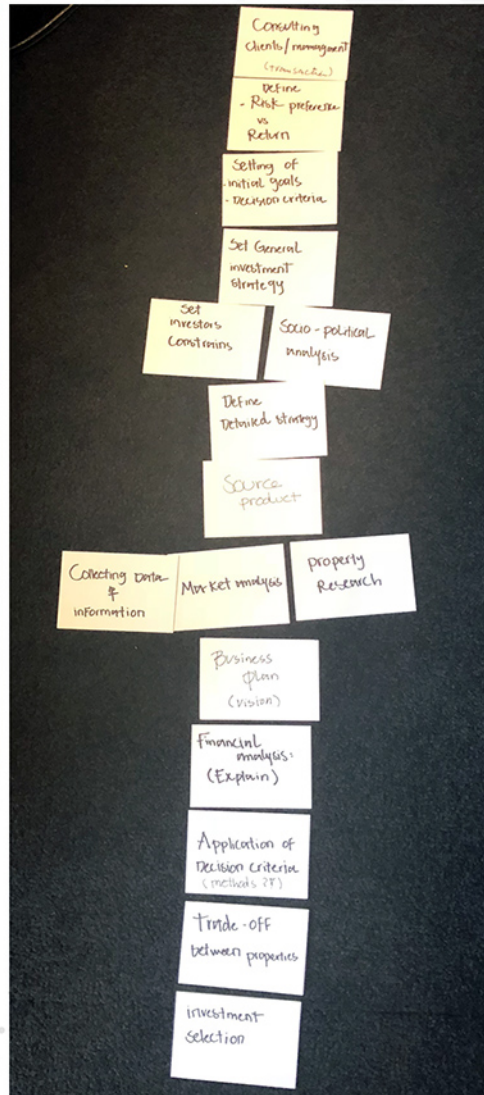 Consulting
clients/managment
(transaction)
Define
- Risk preference
vs
Return
Setting of
- initial goals
- Decision criteria
Set General
investment
strategy
Set
investors
constrains
Socio-political
analysis
Define
Detailed strategy
Source
product
Collecting Data
&
information
Market analysis
property
Research
Business
plan
(vision)
Financial
analysis:
(Explain)
Application of
Decision criteria
(methods ??)
Trade-off
between properties
investment
selection